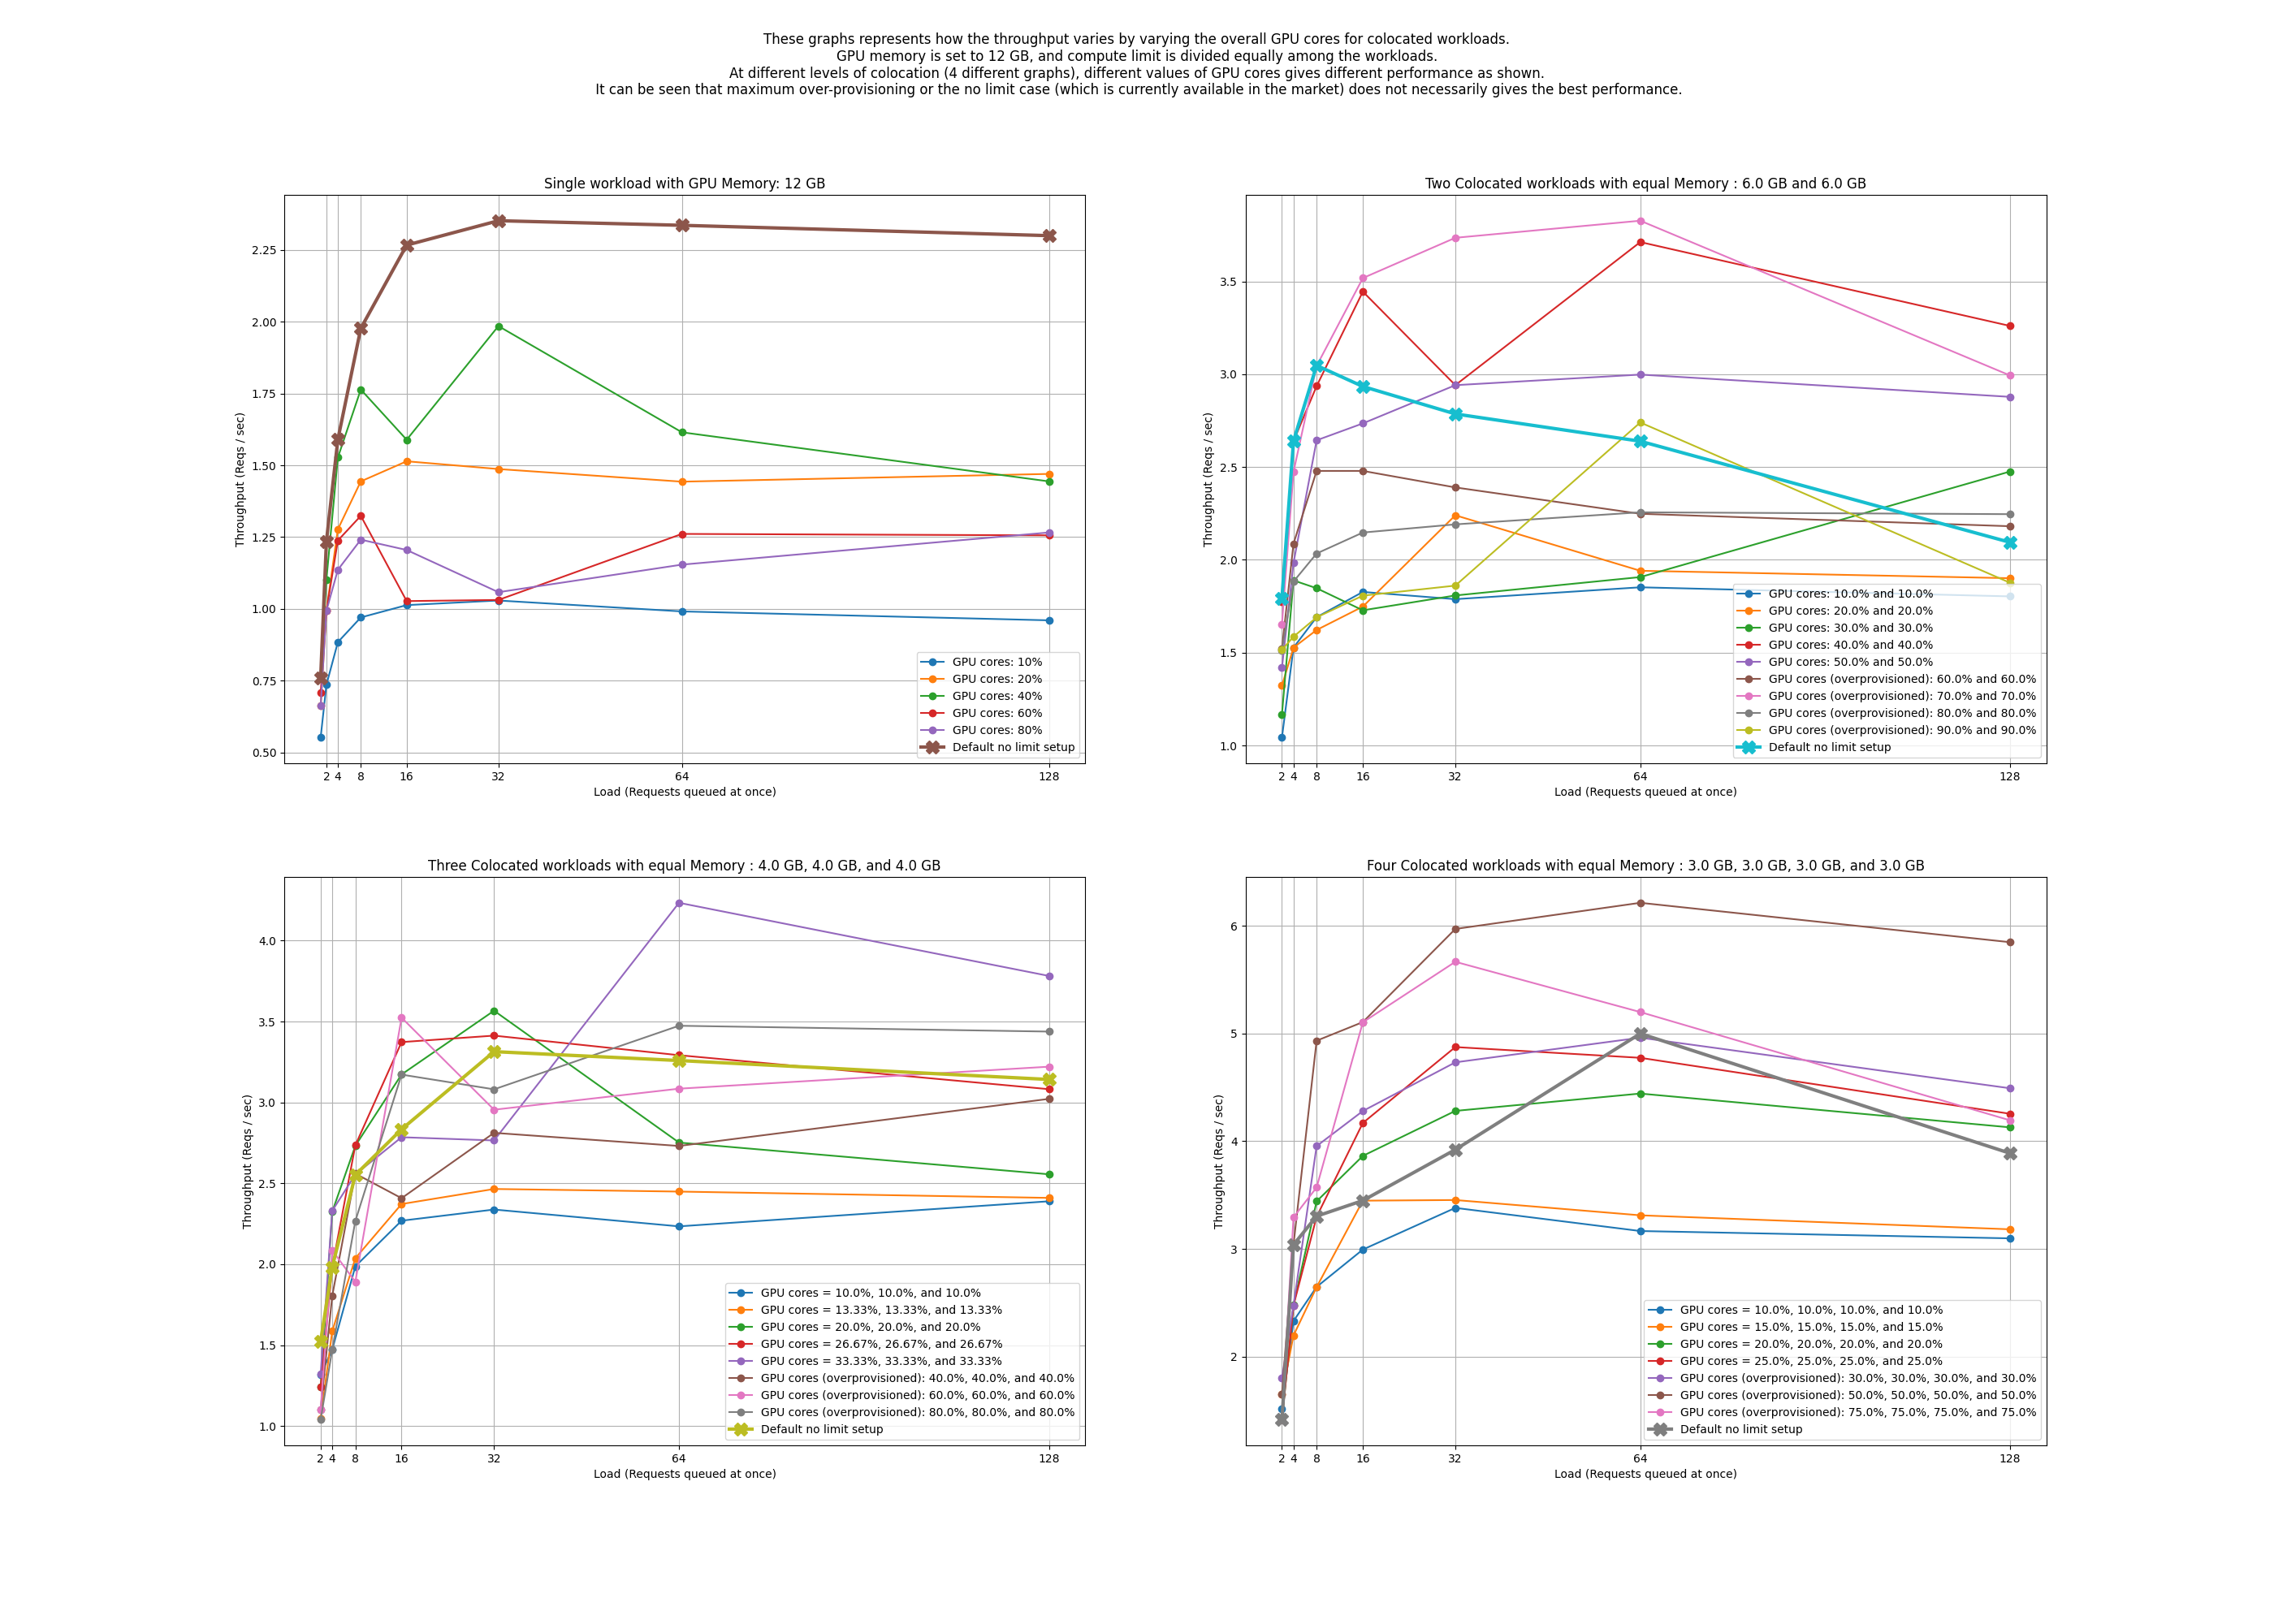 These graphs represents how the throughput varies by varying the overall GPU cores for colocated workloads.
GPU memory is set to 12 GB, and compute limit is divided equally among the workloads.
At different levels of colocation (4 different graphs), different values of GPU cores gives different performance as shown.
It can be seen that maximum over-provisioning or the no limit case (which is currently available in the market) does not necessarily gives the best performance.
Single workload with GPU Memory: 12 GB
Throughput (Reqs / sec)
2.25
2.00
1.75
1.50
1.25
1.00
0.75
0.50
GPU cores: 10%
GPU cores: 20%
GPU cores: 40%
GPU cores: 60%
GPU cores: 80%
Default no limit setup
2 4 8 16 32 64 128
Load (Requests queued at once)
Two Colocated workloads with equal Memory : 6.0 GB and 6.0 GB
Throughput (Reqs / sec)
3.5
3.0
2.5
2.0
1.5
1.0
GPU cores: 10.0% and 10.0%
GPU cores: 20.0% and 20.0%
GPU cores: 30.0% and 30.0%
GPU cores: 40.0% and 40.0%
GPU cores: 50.0% and 50.0%
GPU cores (overprovisioned): 60.0% and 60.0%
GPU cores (overprovisioned): 70.0% and 70.0%
GPU cores (overprovisioned): 80.0% and 80.0%
GPU cores (overprovisioned): 90.0% and 90.0%
Default no limit setup
2 4 8 16 32 64 128
Load (Requests queued at once)
Three Colocated workloads with equal Memory : 4.0 GB, 4.0 GB, and 4.0 GB
Throughput (Reqs / sec)
4.0
3.5
3.0
2.5
2.0
1.5
1.0
GPU cores = 10.0%, 10.0%, and 10.0%
GPU cores = 13.33%, 13.33%, and 13.33%
GPU cores = 20.0%, 20.0%, and 20.0%
GPU cores = 26.67%, 26.67%, and 26.67%
GPU cores = 33.33%, 33.33%, and 33.33%
GPU cores (overprovisioned): 40.0%, 40.0%, and 40.0%
GPU cores (overprovisioned): 60.0%, 60.0%, and 60.0%
GPU cores (overprovisioned): 80.0%, 80.0%, and 80.0%
Default no limit setup
2 4 8 16 32 64 128
Load (Requests queued at once)
Four Colocated workloads with equal Memory : 3.0 GB, 3.0 GB, 3.0 GB, and 3.0 GB
Throughput (Reqs / sec)
6
5
4
3
2
GPU cores = 10.0%, 10.0%, 10.0%, and 10.0%
GPU cores = 15.0%, 15.0%, 15.0%, and 15.0%
GPU cores = 20.0%, 20.0%, 20.0%, and 20.0%
GPU cores = 25.0%, 25.0%, 25.0%, and 25.0%
GPU cores (overprovisioned): 30.0%, 30.0%, 30.0%, and 30.0%
GPU cores (overprovisioned): 50.0%, 50.0%, 50.0%, and 50.0%
GPU cores (overprovisioned): 75.0%, 75.0%, 75.0%, and 75.0%
Default no limit setup
2 4 8 16 32 64 128
Load (Requests queued at once)